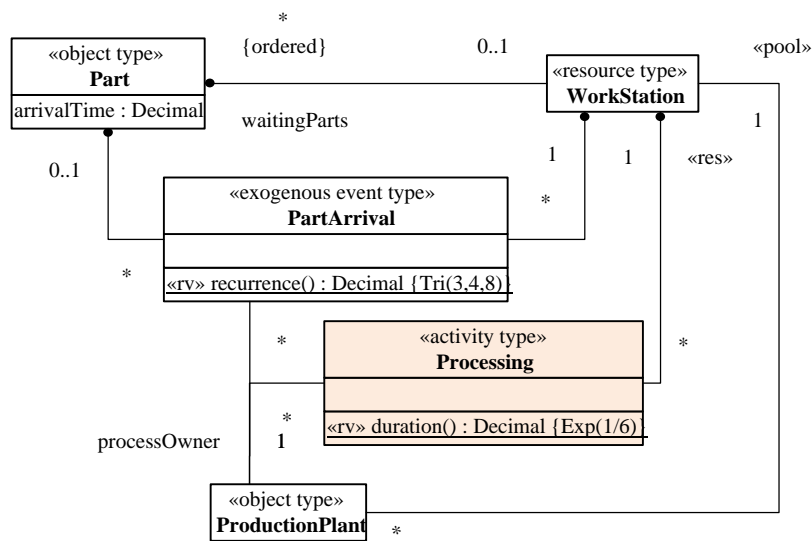 *
{ordered}
0..1
«pool»
«object type»
Part
arrivalTime : Decimal
«resource type»
WorkStation
waitingParts
1
0..1
1
1
«res»
«exogenous event type»
PartArrival
*
*
«rv» recurrence() : Decimal {Tri(3,4,8)}
*
«activity type»
Processing
*
*
«rv» duration() : Decimal {Exp(1/6)}
processOwner
1
«object type»
ProductionPlant
*